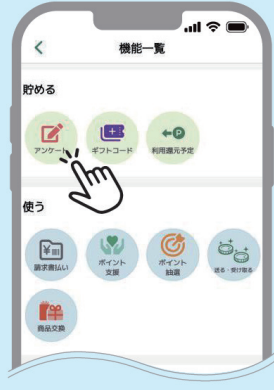 機能一覧
貯める
アンケート
ギフトコード
利用還元予定
使う
請求書払い
ポイント
支援
ポイント
抽選
送る・受け取る
商品交換